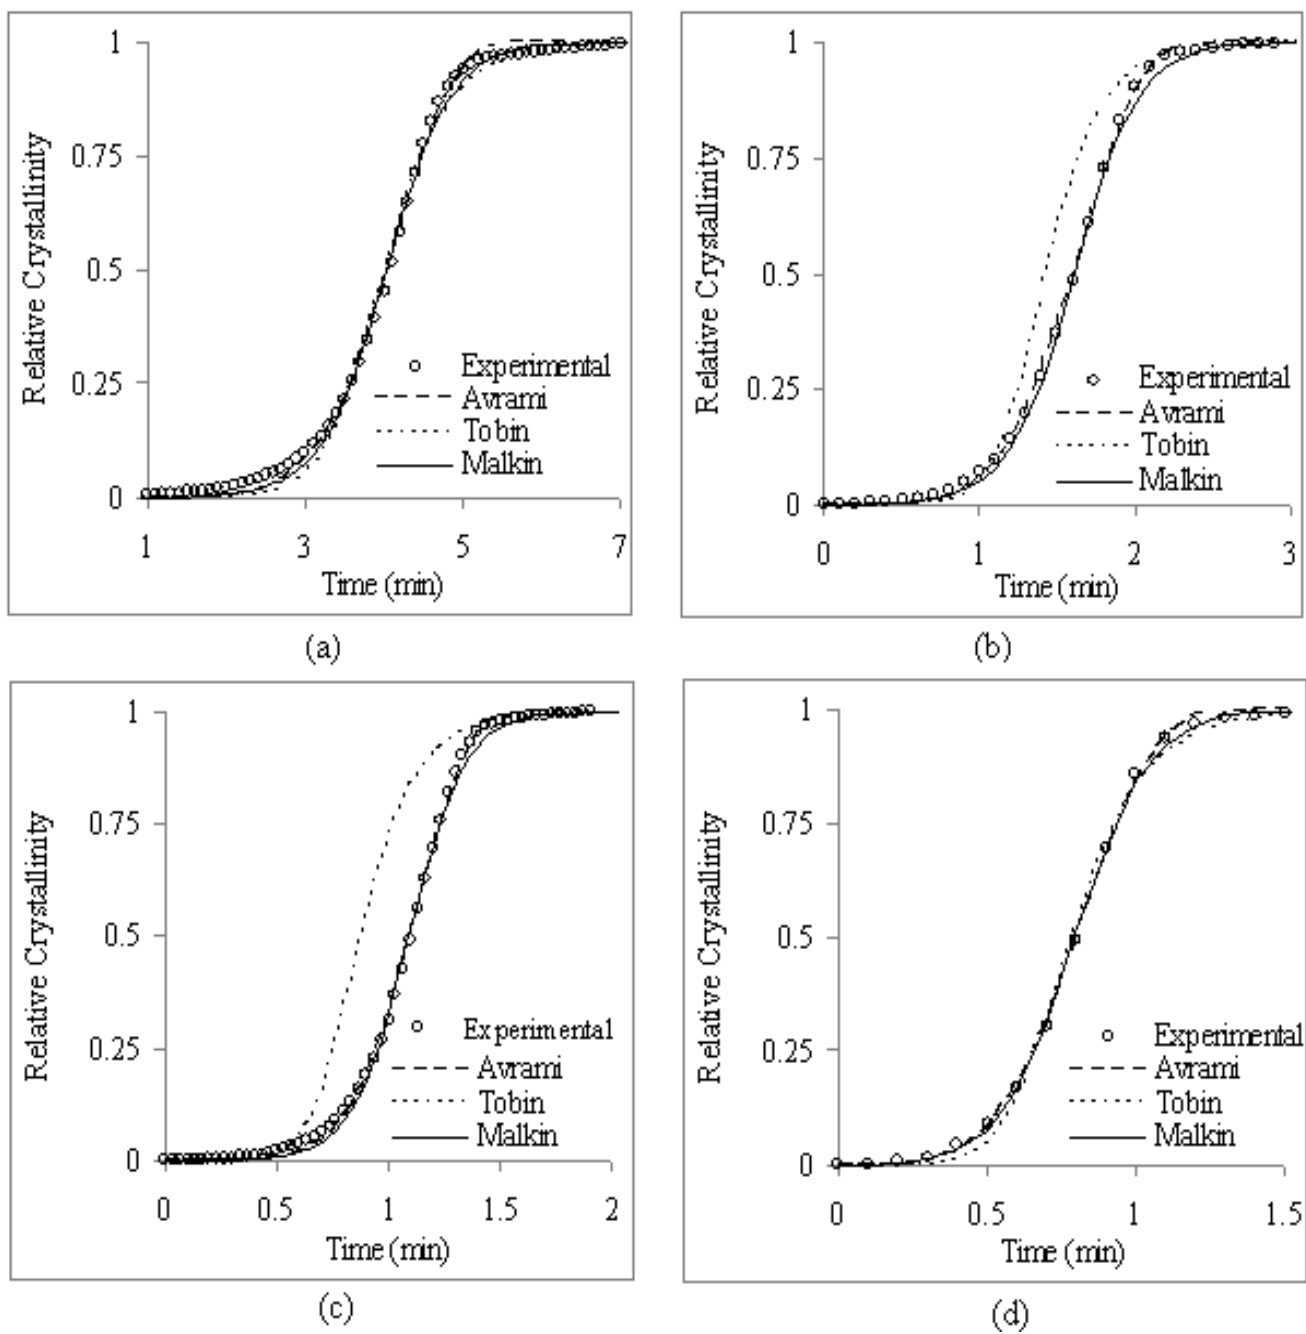 1
0.75
0.5
0.25
0
Relative Crystallinity
Experimental
Avrami
Tobin
Malkin
1 3 5 7
Time (min)
(a)
1
0.75
0.5
0.25
0
Relative Crystallinity
Experimental
Avrami
Tobin
Malkin
0 1 2 3
Time (min)
(b)
1
0.75
0.5
0.25
0
Relative Crystallinity
Experimental
Avrami
Tobin
Malkin
0 0.5 1 1.5 2
Time (min)
(c)
1
0.75
0.5
0.25
0
Relative Crystallinity
Experimental
Avrami
Tobin
Malkin
0 0.5 1 1.5
Time (min)
(d)